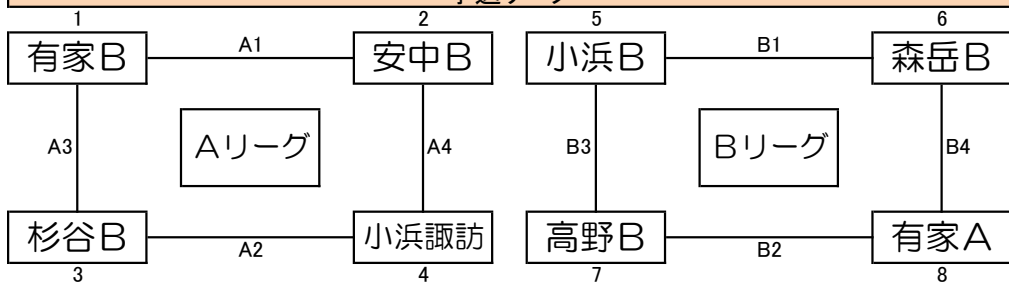 1 2 5 6
有家B A1 安中B 小浜B B1 森岳B
A3 Aリーグ A4 B3 Bリーグ B4
杉谷B A2 小浜諏訪 高野B B2 有家A
3 4 7 8